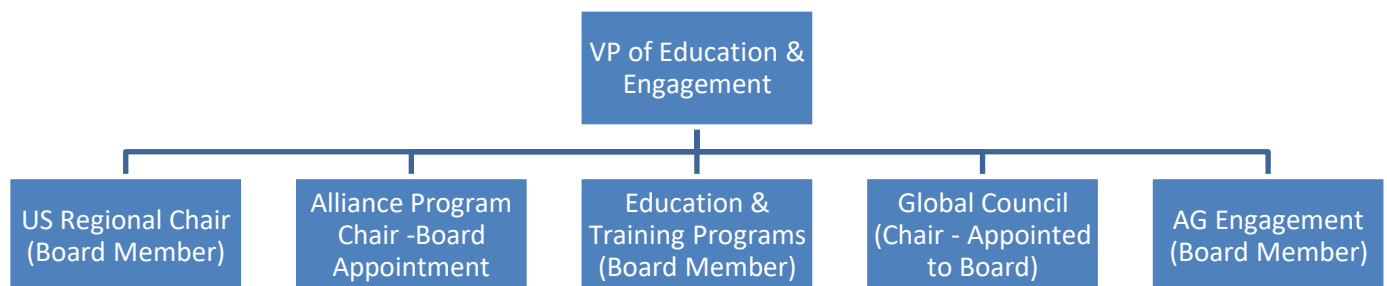 VP of Education &
Engagement
US Regional Chair
(Board Member)
Alliance Program
Chair -Board
Appointment
Education &
Training Programs
(Board Member)
Global Council
(Chair - Appointed
to Board)
AG Engagement
(Board Member)